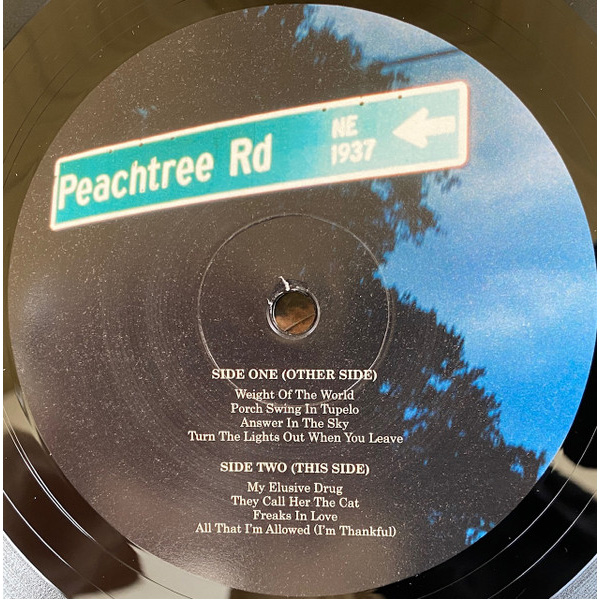 Peachtree Rd
NE
1937
SIDE ONE (OTHER SIDE)
Weight Of The World
Porch Swing In Tupelo
Answer In The Sky
Turn The Lights Out When You Leave
SIDE TWO (THIS SIDE)
My Elusive Drug
They Call Her The Cat
Freaks In Love
All That I'm Allowed (I'm Thankful)